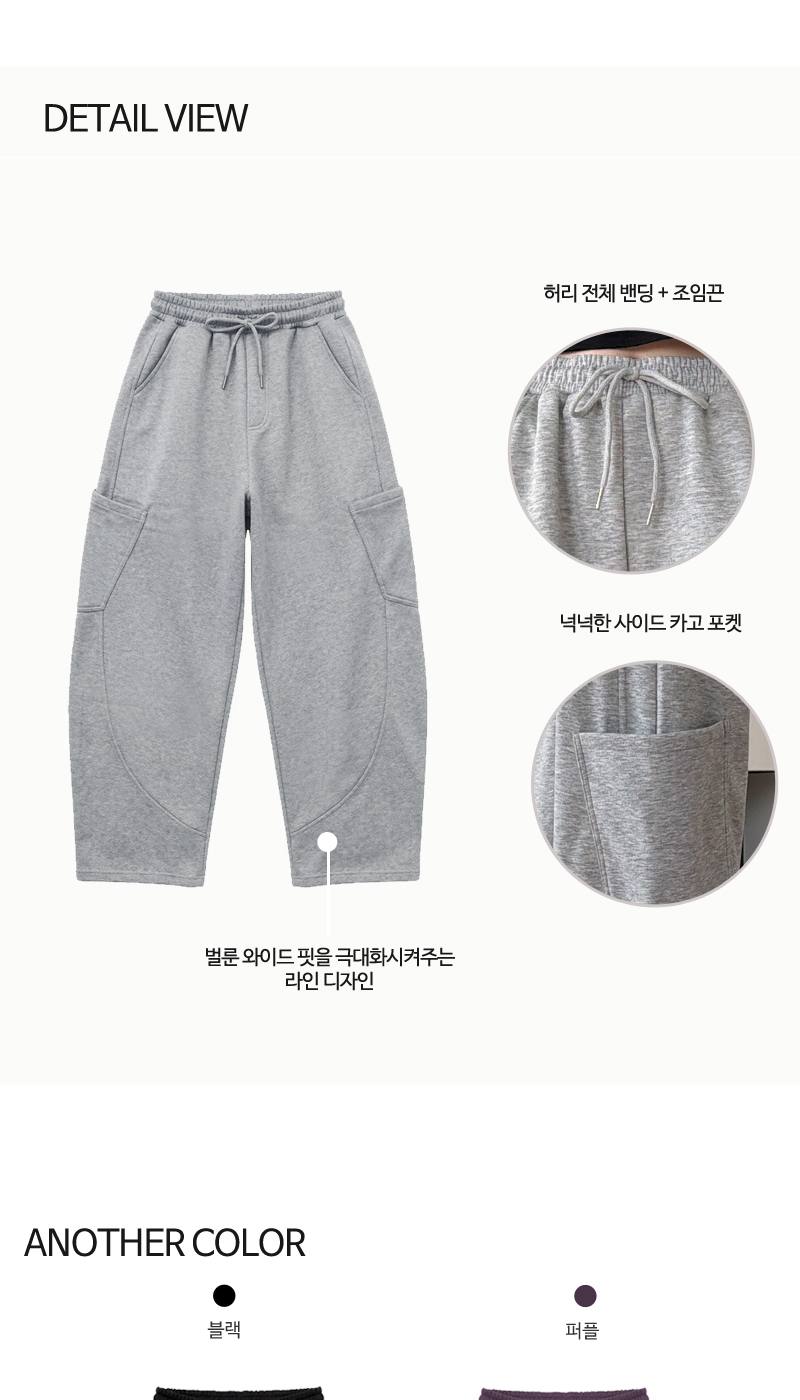 DETAIL VIEW
허리 전체 밴딩 + 조임끈
넉넉한 사이드 카고 포켓
벌룬 와이드 핏을 극대화시켜주는
라인 디자인
ANOTHER COLOR
블랙
퍼플